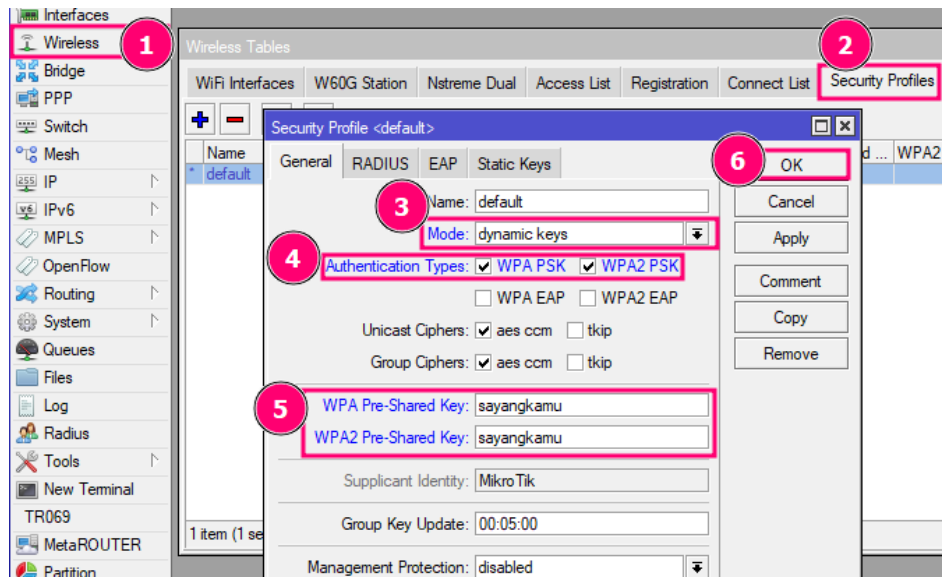 Interfaces
Wireless
Bridge
PPP
Switch
Mesh
255 IP
v6 IPv6
MPLS
OpenFlow
Routing
System
Queues
Files
Log
Radius
Tools
New Terminal
TR069
MetaROUTER
Partition
1
Wireless Tables
2
WiFi Interfaces W60G Station Nstreme Dual Access List Registration Connect List Security Profiles
Name d ... WPA2
* default
1 item (1 se
Security Profile <default>
General RADIUS EAP Static Keys
Name: default
3
Mode: dynamic keys
4
Authentication Types: WPA PSK WPA2 PSK
WPA EAP WPA2 EAP
Unicast Ciphers: aes ccm tkip
Group Ciphers: aes ccm tkip
5
WPA Pre-Shared Key: sayangkamu
WPA2 Pre-Shared Key: sayangkamu
Supplicant Identity: MikroTik
Group Key Update: 00:05:00
Management Protection: disabled
6
OK
Cancel
Apply
Comment
Copy
Remove